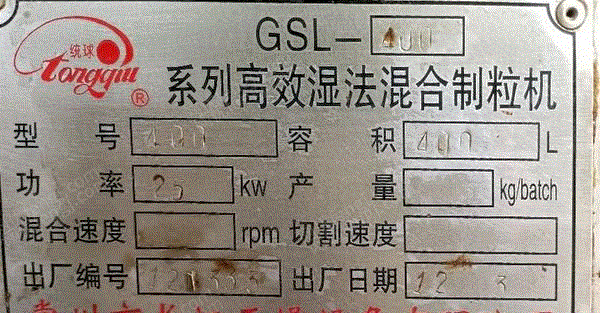 统球
tongqiu ®
GSL-400
系列高效湿法混合制粒机
型 号 400 容 积 400 L
功 率 25 kw 产 量 kg/batch
混合速度 rpm 切割速度
出厂编号 出厂日期 12 3